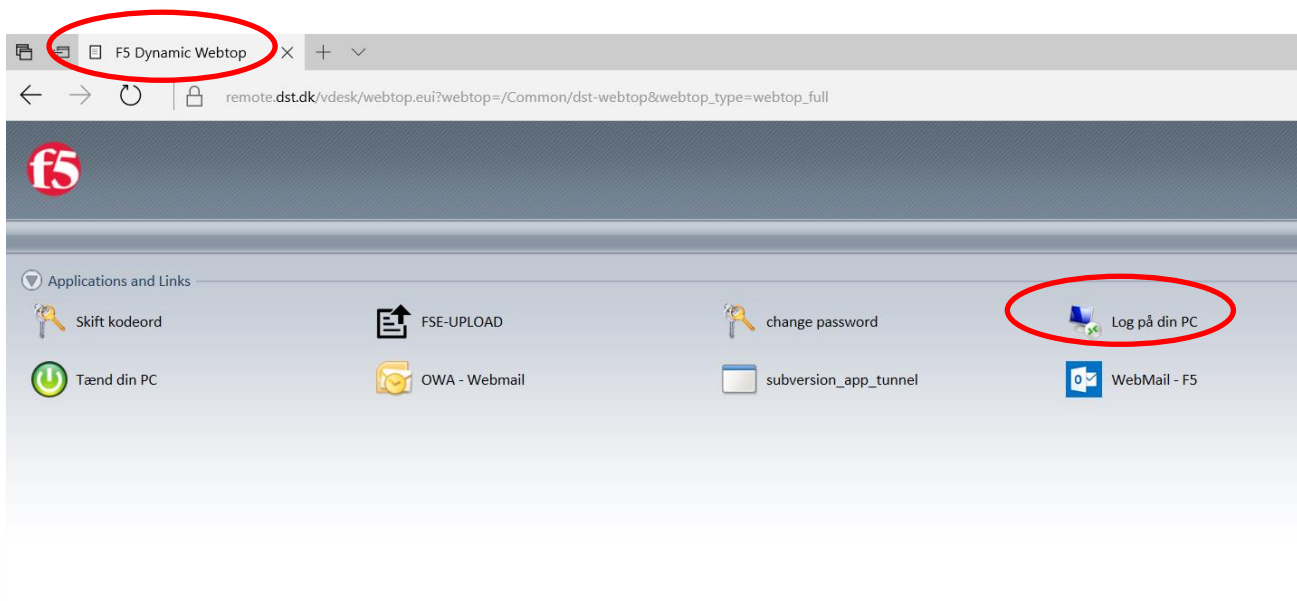 F5 Dynamic Webtop
remote.dst.dk/vdesk/webtop.eui?webtop=/Common/dst-webtop&webtop_type=webtop_full
f5
Applications and Links
Skift kodeord
FSE-UPLOAD
change password
Log på din PC
Tænd din PC
OWA - Webmail
subversion_app_tunnel
WebMail - F5